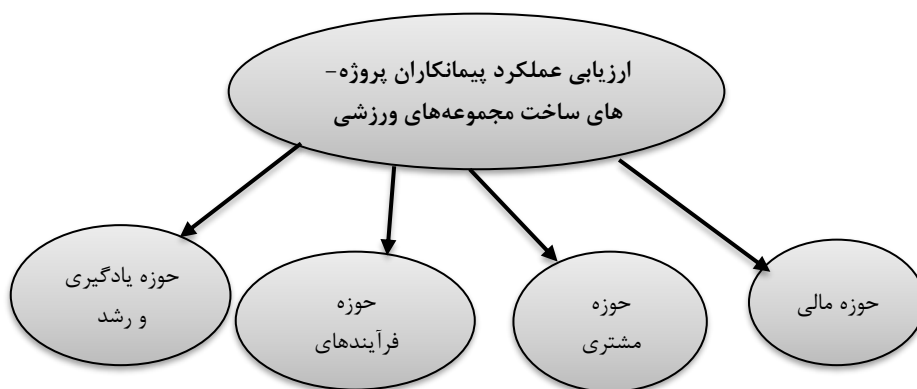 ارزیابی عملکرد پیمانکاران پروژه-
های ساخت مجموعه‌های ورزشی
حوزه مالی
حوزه
مشتری
حوزه
فرآیندهای
حوزه یادگیری
و رشد